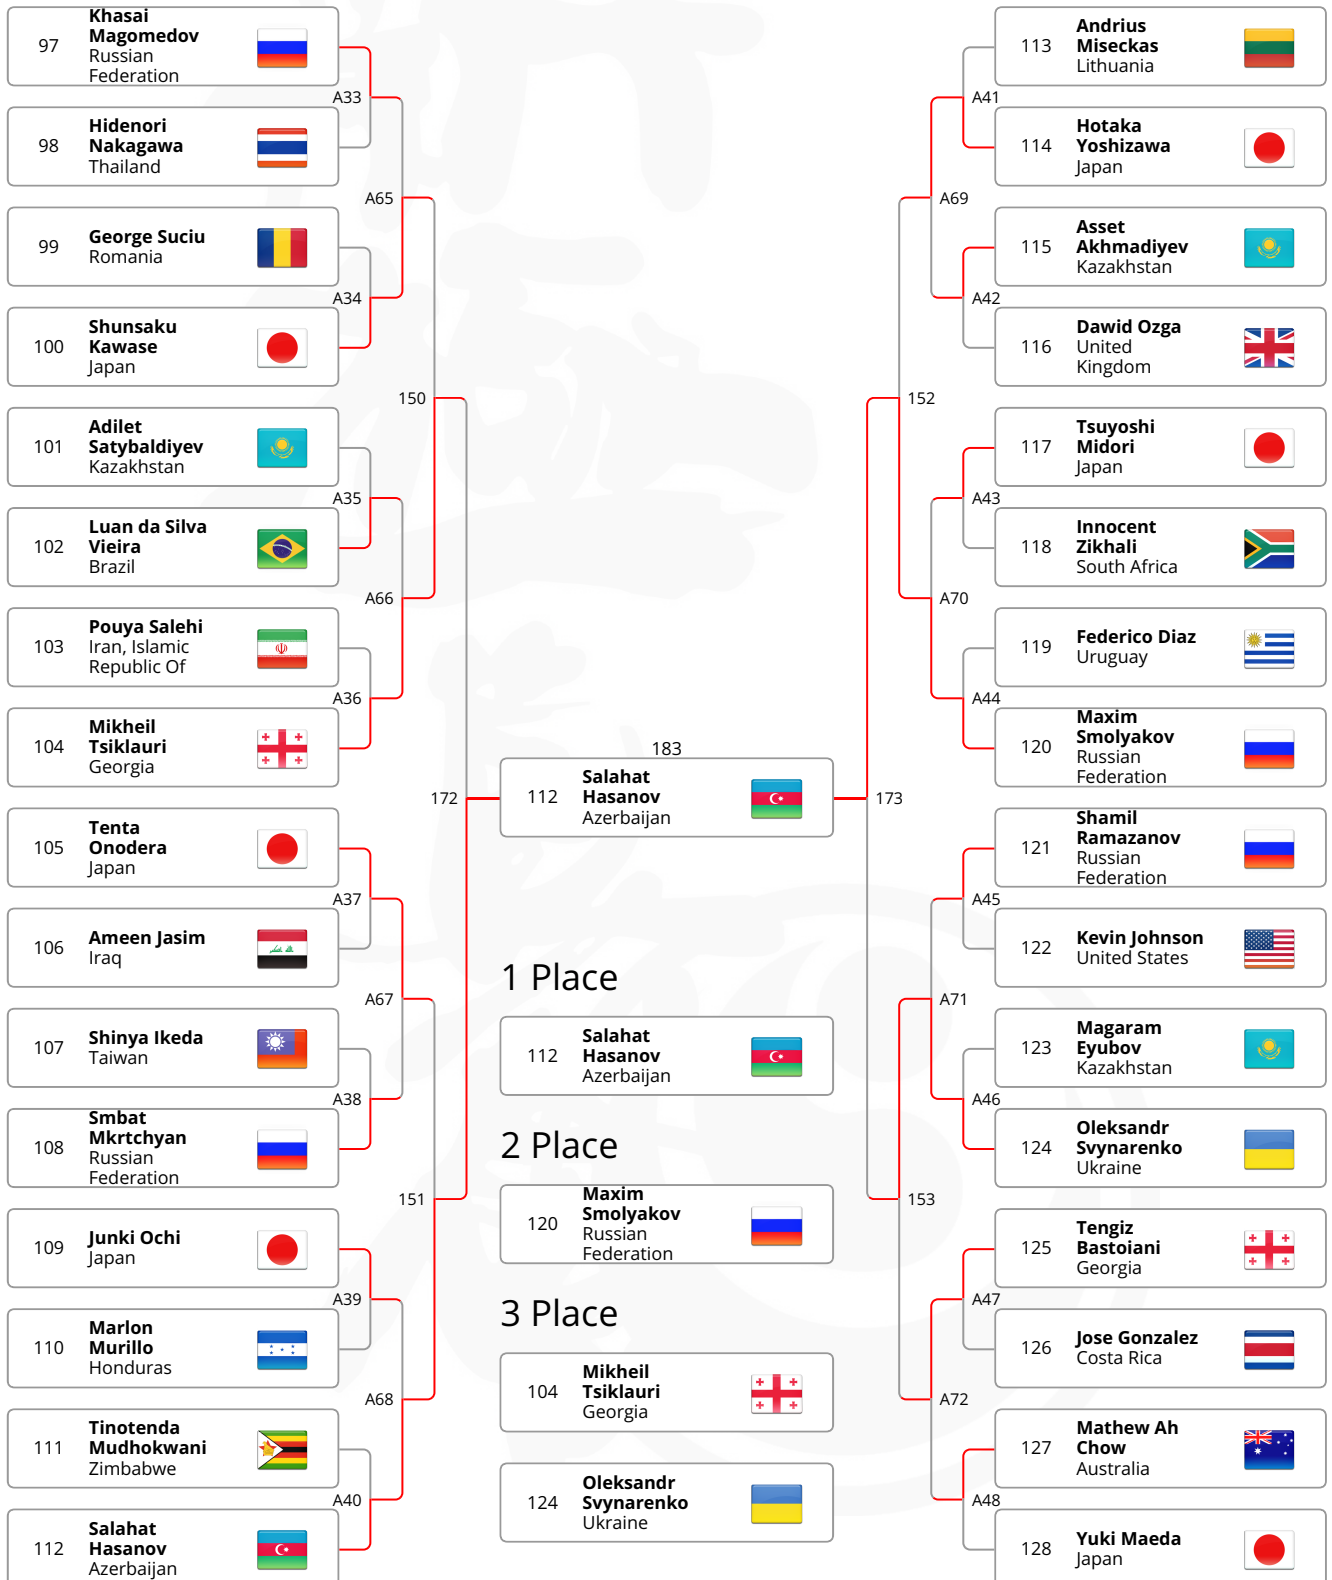 97
Khasai
Magomedov
Russian
Federation
A33
98
Hidenori
Nakagawa
Thailand
A65
99
George Suciu
Romania
A34
100
Shunsaku
Kawase
Japan
150
101
Adilet
Satybaldiyev
Kazakhstan
A35
102
Luan da Silva
Vieira
Brazil
A66
103
Pouya Salehi
Iran, Islamic
Republic Of
A36
104
Mikheil
Tsiklauri
Georgia
172
105
Tenta
Onodera
Japan
A37
106
Ameen Jasim
Iraq
A67
107
Shinya Ikeda
Taiwan
A38
108
Smbat
Mkrtchyan
Russian
Federation
151
109
Junki Ochi
Japan
A39
110
Marlon
Murillo
Honduras
A68
111
Tinotenda
Mudhokwani
Zimbabwe
A40
112
Salahat
Hasanov
Azerbaijan
183
112
Salahat
Hasanov
Azerbaijan
1 Place
112
Salahat
Hasanov
Azerbaijan
2 Place
120
Maxim
Smolyakov
Russian
Federation
3 Place
104
Mikheil
Tsiklauri
Georgia
124
Oleksandr
Svynarenko
Ukraine
113
Andrius
Miseckas
Lithuania
A41
114
Hotaka
Yoshizawa
Japan
A69
115
Asset
Akhmadiyev
Kazakhstan
A42
116
Dawid Ozga
United
Kingdom
152
117
Tsuyoshi
Midori
Japan
A43
118
Innocent
Zikhali
South Africa
A70
119
Federico Diaz
Uruguay
A44
120
Maxim
Smolyakov
Russian
Federation
173
121
Shamil
Ramazanov
Russian
Federation
A45
122
Kevin Johnson
United States
A71
123
Magaram
Eyubov
Kazakhstan
A46
124
Oleksandr
Svynarenko
Ukraine
153
125
Tengiz
Bastoiani
Georgia
A47
126
Jose Gonzalez
Costa Rica
A72
127
Mathew Ah
Chow
Australia
A48
128
Yuki Maeda
Japan